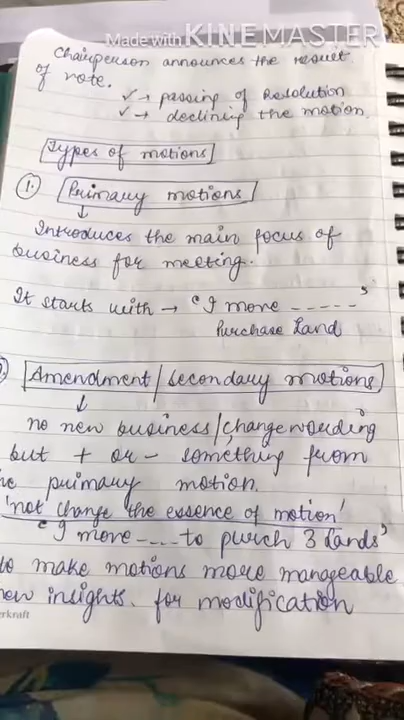 Made with KINEMASTER
Chairperson announces the result
of vote.
✓→ passing of Resolution
✓→ declining the motion.
Types of motions
1. Primary motions
↓
Introduces the main focus of
business for meeting.
It starts with → "I move -----"
Purchase Land
Amendment/secondary motions
↓
no new business/change wording
but + or - something from
he primary motion.
'not change the essence of motion'
"I move ---- to purch 3 lands"
to make motions more manageable
new insights. for modification
erkraft